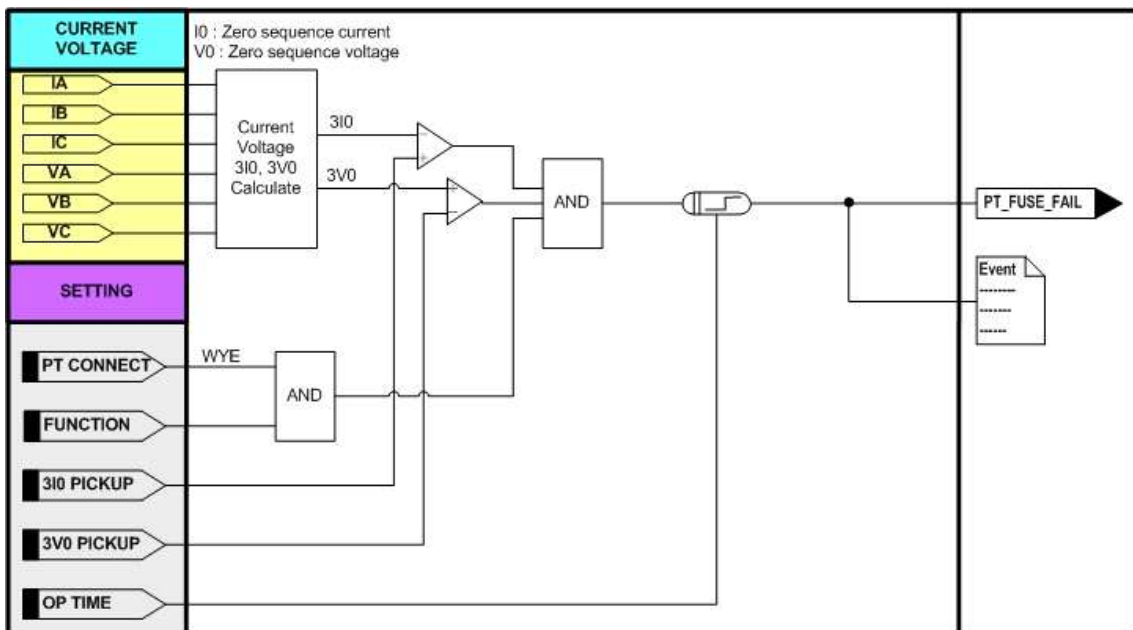 CURRENT
VOLTAGE
I0 : Zero sequence current
V0 : Zero sequence voltage
IA
IB
IC
VA
VB
VC
Current
Voltage
3I0, 3V0
Calculate
3I0
3V0
AND
PT_FUSE_FAIL
Event
SETTING
PT CONNECT
WYE
AND
FUNCTION
3I0 PICKUP
3V0 PICKUP
OP TIME